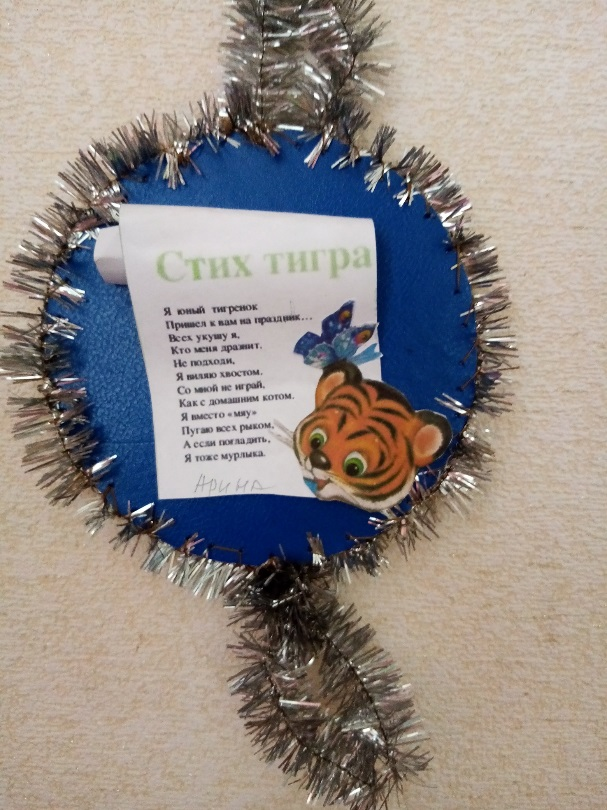 Стих тигра
Я юный тигренок
Пришел к вам на праздник…
Всех укушу я,
Кто меня дразнит.
Не подходи,
Я виляю хвостом.
Со мной не играй,
Как с домашним котом.
Я вместо «мяу»
Пугаю всех рыком,
А если погладить,
Я тоже мурлыка.
Арина